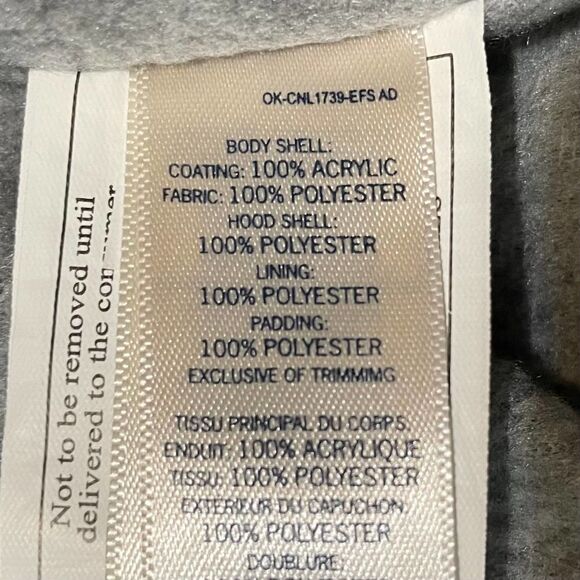 OK-CNL1739-EFS AD
BODY SHELL:
COATING: 100% ACRYLIC
FABRIC: 100% POLYESTER
HOOD SHELL:
100% POLYESTER
LINING:
100% POLYESTER
PADDING:
100% POLYESTER
EXCLUSIVE OF TRIMMIMG
TISSU PRINCIPAL DU CORPS:
ENDUIT: 100% ACRYLIQUE
TISSU: 100% POLYESTER
EXTERIEUR DU CAPUCHON:
100% POLYESTER
DOUBLURE:
Not to be removed until
delivered to the consumer